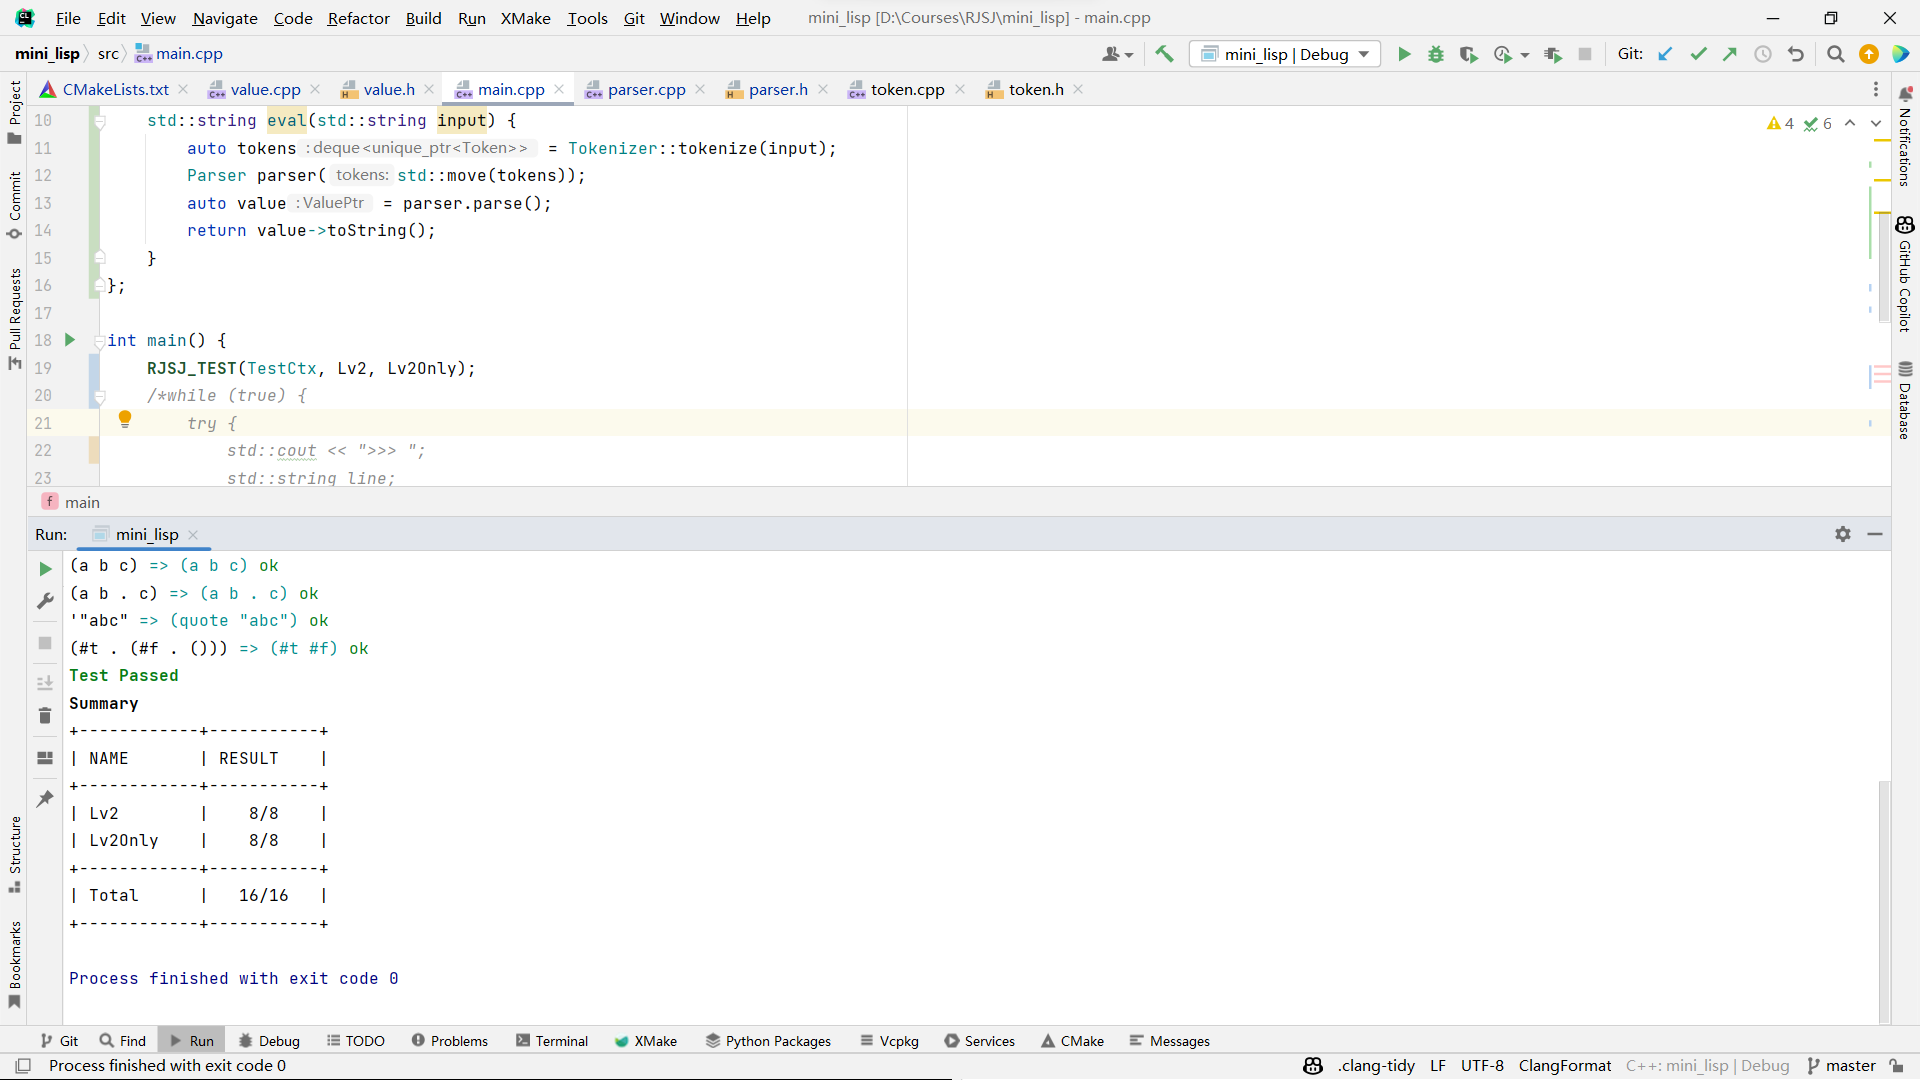 File Edit View Navigate Code Refactor Build Run XMake Tools Git Window Help mini_lisp [D:\Courses\RJSJ\mini_lisp] - main.cpp
mini_lisp src main.cpp mini_lisp | Debug Git:
CMakeLists.txt value.cpp value.h main.cpp parser.cpp parser.h token.cpp token.h
10 std::string eval(std::string input) {
11 auto tokens : deque<unique_ptr<Token>> = Tokenizer::tokenize(input);
12 Parser parser( tokens: std::move(tokens));
13 auto value : ValuePtr = parser.parse();
14 return value->toString();
15 }
16 };
17
18 int main() {
19 RJSJ_TEST(TestCtx, Lv2, Lv2Only);
20 /*while (true) {
21 try {
22 std::cout << ">>> ";
23 std::string line;
4 6
f main
Run: mini_lisp
(a b c) => (a b c) ok
(a b . c) => (a b . c) ok
'"abc" => (quote "abc") ok
(#t . (#f . ())) => (#t #f) ok
Test Passed
Summary
+------------+-----------+
| NAME | RESULT |
+------------+-----------+
| Lv2 | 8/8 |
| Lv2Only | 8/8 |
+------------+-----------+
| Total | 16/16 |
+------------+-----------+
Process finished with exit code 0
Project
Commit
Pull Requests
Structure
Bookmarks
Notifications
GitHub Copilot
Database
Git Find Run Debug TODO Problems Terminal XMake Python Packages Vcpkg Services CMake Messages
Process finished with exit code 0 .clang-tidy LF UTF-8 ClangFormat C++: mini_lisp | Debug master